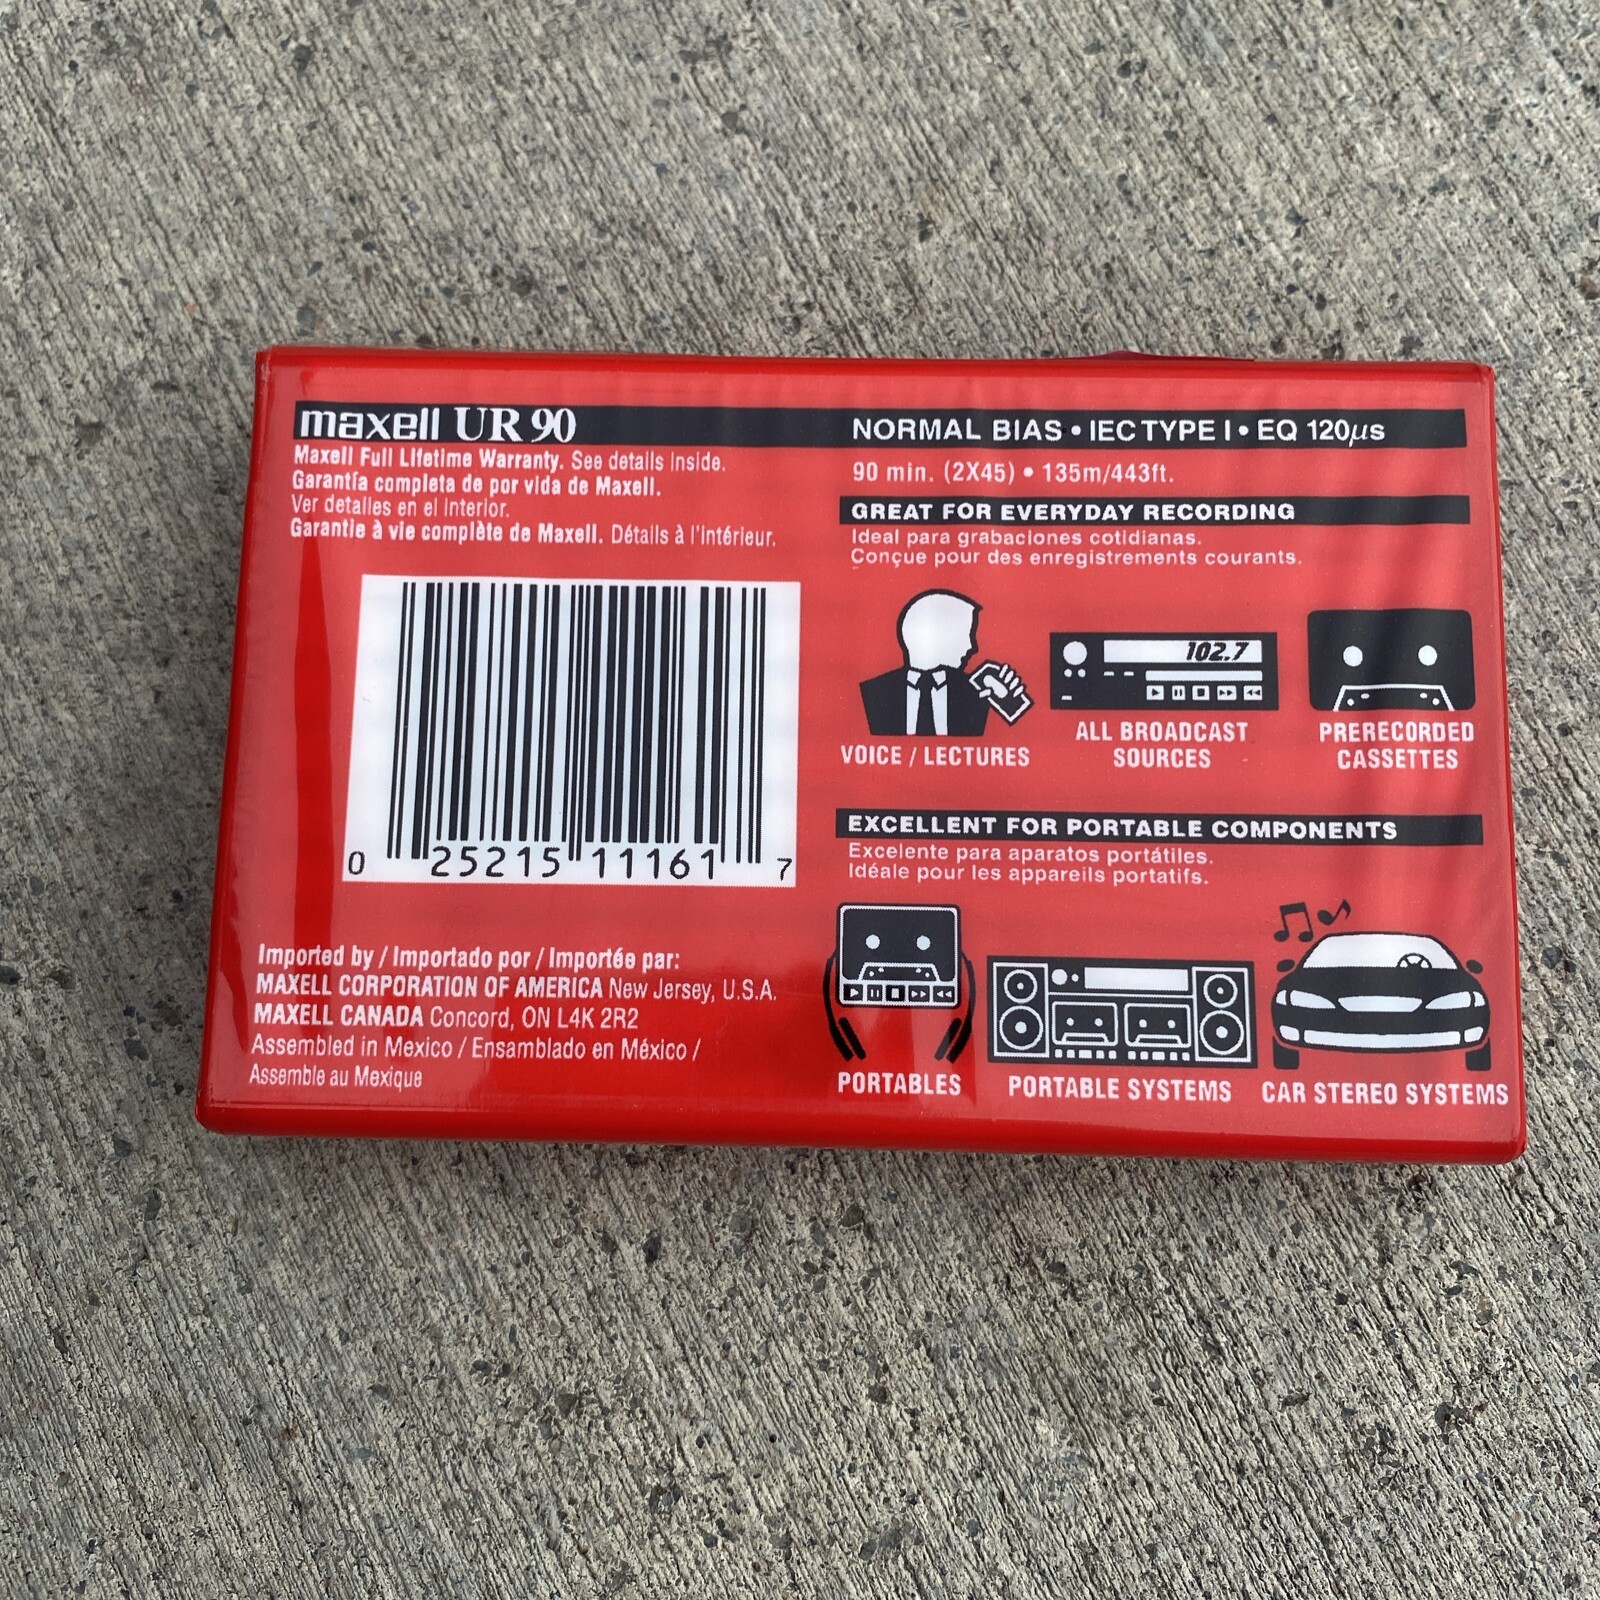 maxell UR 90
Maxell Full Lifetime Warranty. See details inside.
Garantía completa de por vida de Maxell.
Ver detalles en el interior.
Garantie à vie complète de Maxell. Détails à l'intérieur.
0 25215 11161 7
Imported by / Importado por / Importée par:
MAXELL CORPORATION OF AMERICA New Jersey, U.S.A.
MAXELL CANADA Concord, ON L4K 2R2
Assembled in Mexico / Ensamblado en México /
Assemble au Mexique
NORMAL BIAS • IEC TYPE I • EQ 120µs
90 min. (2X45) • 135m/443ft.
GREAT FOR EVERYDAY RECORDING
Ideal para grabaciones cotidianas.
Conçue pour des enregistrements courants.
102.7
VOICE / LECTURES
ALL BROADCAST
SOURCES
PRERECORDED
CASSETTES
EXCELLENT FOR PORTABLE COMPONENTS
Excelente para aparatos portátiles.
Idéale pour les appareils portatifs.
PORTABLES
PORTABLE SYSTEMS
CAR STEREO SYSTEMS